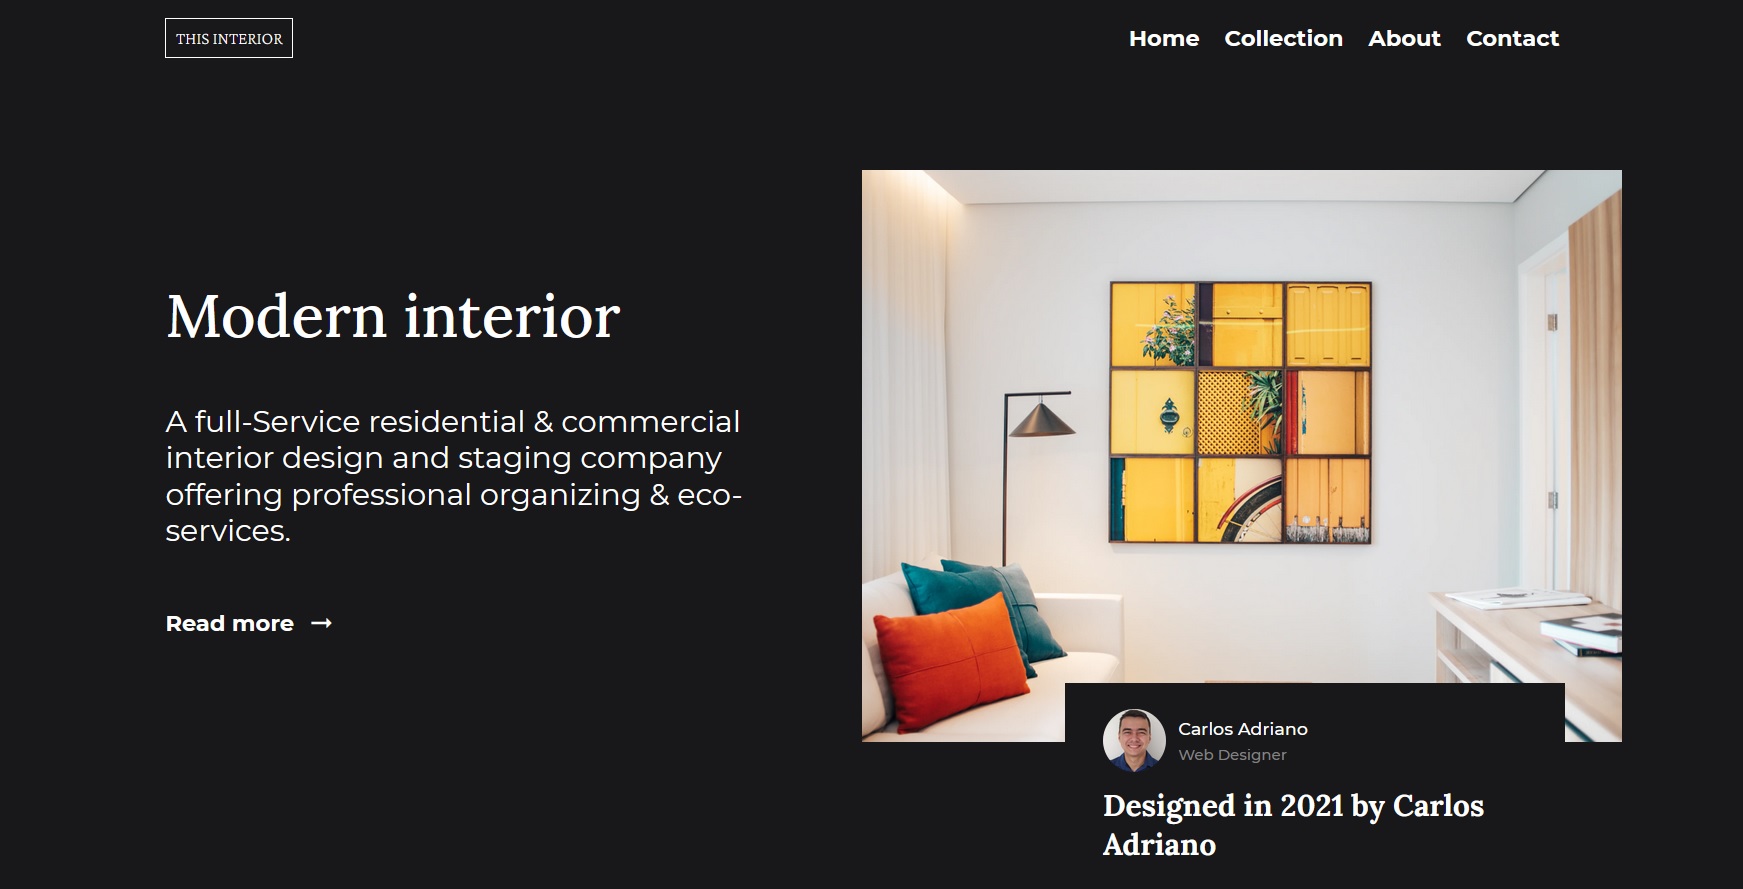 THIS INTERIOR
Home Collection About Contact
Modern interior
A full-Service residential & commercial
interior design and staging company
offering professional organizing & eco-
services.
Read more →
Carlos Adriano
Web Designer
Designed in 2021 by Carlos
Adriano